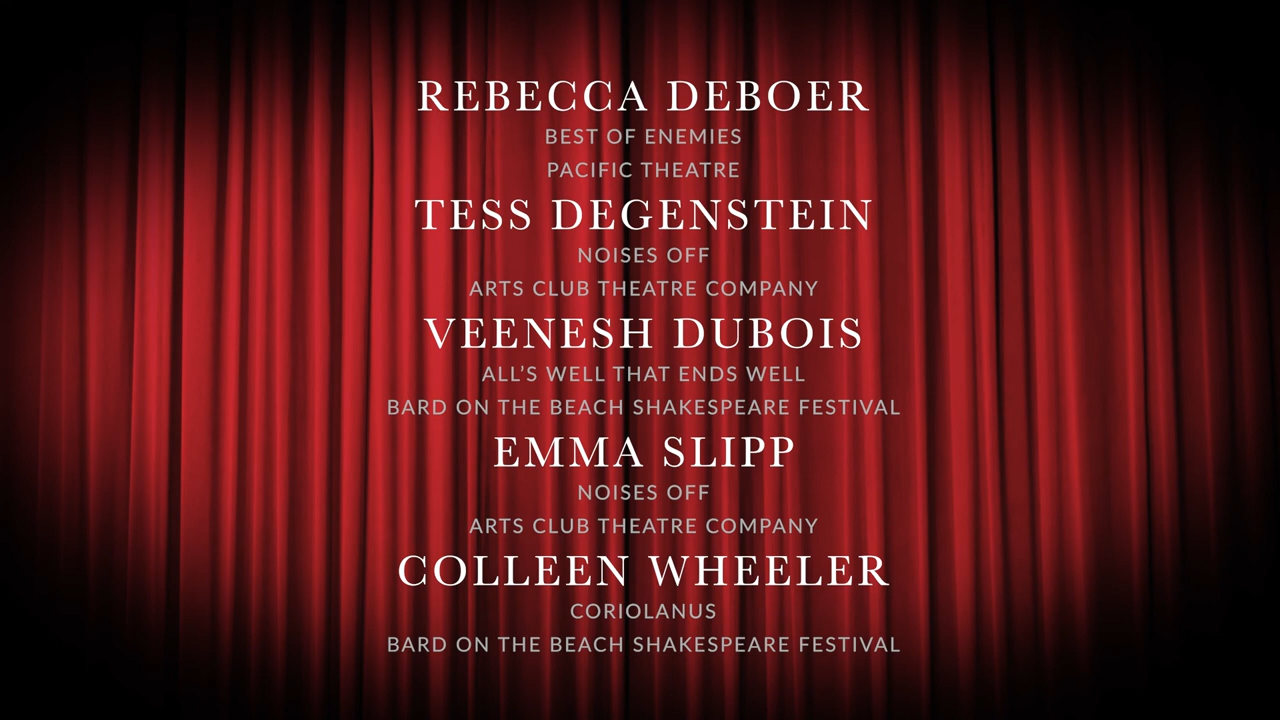 REBECCA DEBOER
BEST OF ENEMIES
PACIFIC THEATRE
TESS DEGENSTEIN
NOISES OFF
ARTS CLUB THEATRE COMPANY
VEENESH DUBOIS
ALL’S WELL THAT ENDS WELL
BARD ON THE BEACH SHAKESPEARE FESTIVAL
EMMA SLIPP
NOISES OFF
ARTS CLUB THEATRE COMPANY
COLLEEN WHEELER
CORIOLANUS
BARD ON THE BEACH SHAKESPEARE FESTIVAL